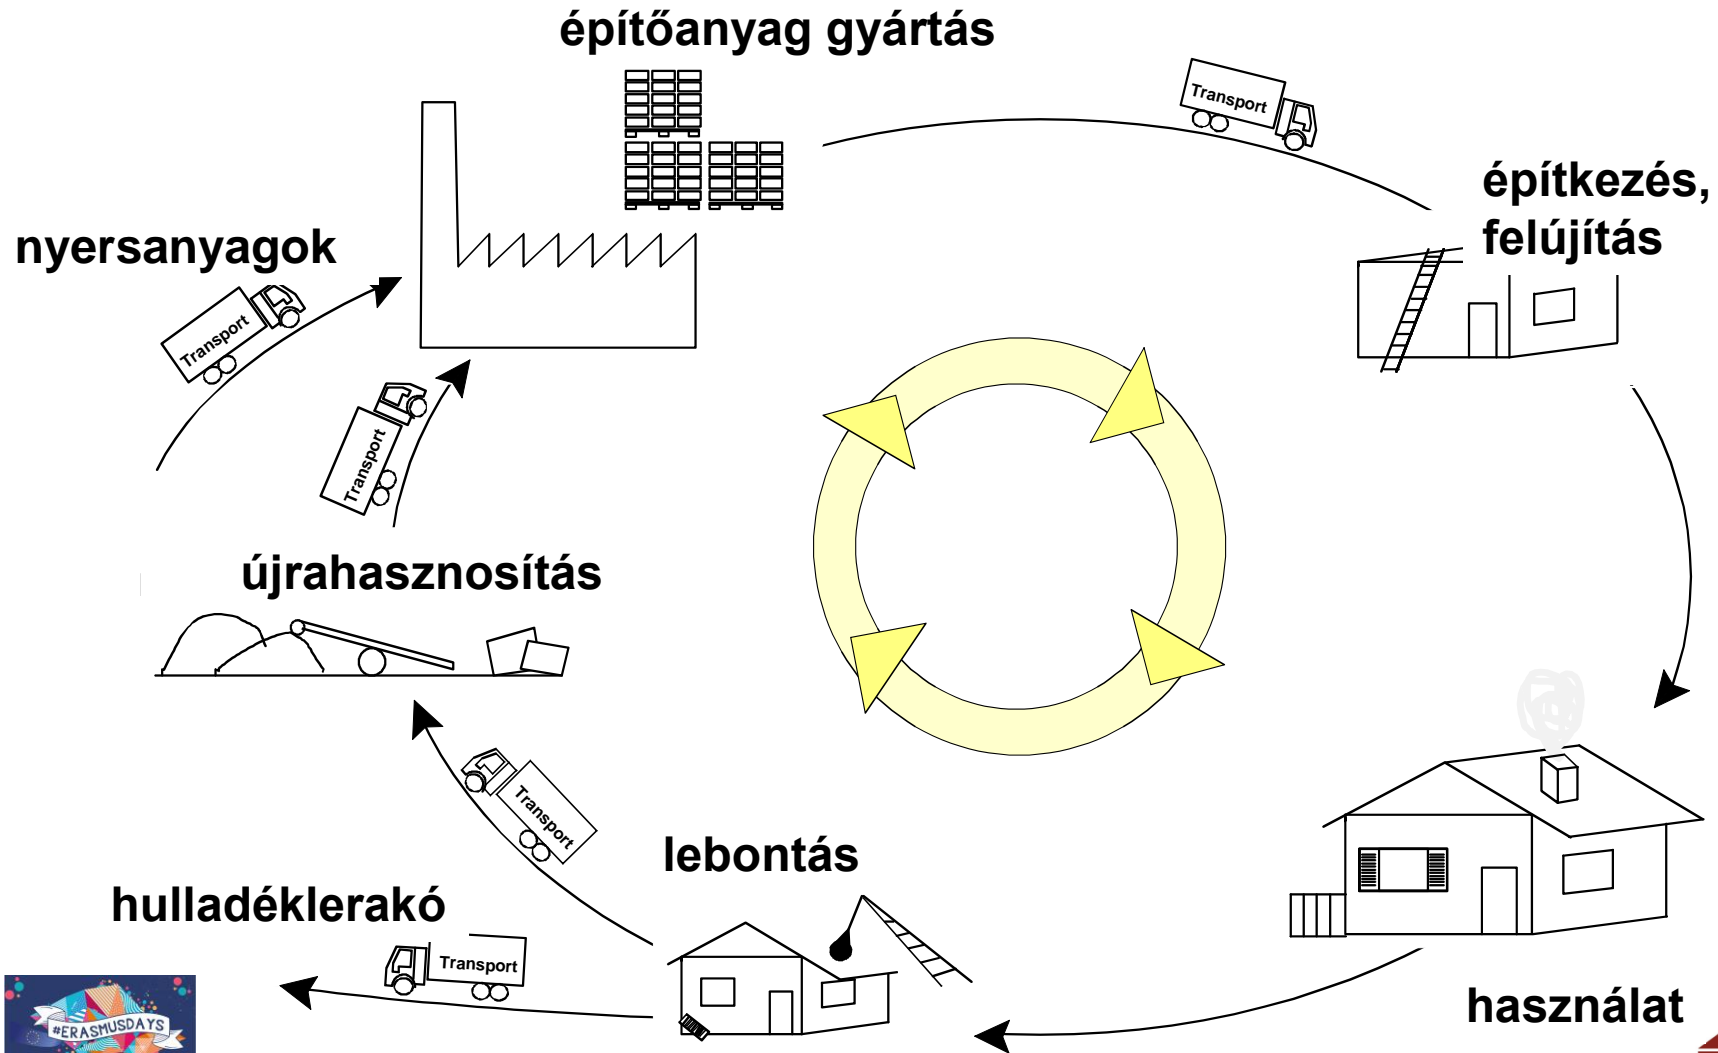 építőanyag gyártás
Transport
építkezés,
felújítás
nyersanyagok
Transport
Transport
újrahasznosítás
Transport
lebontás
hulladéklerakó
Transport
használat
#ERASMUSDAYS